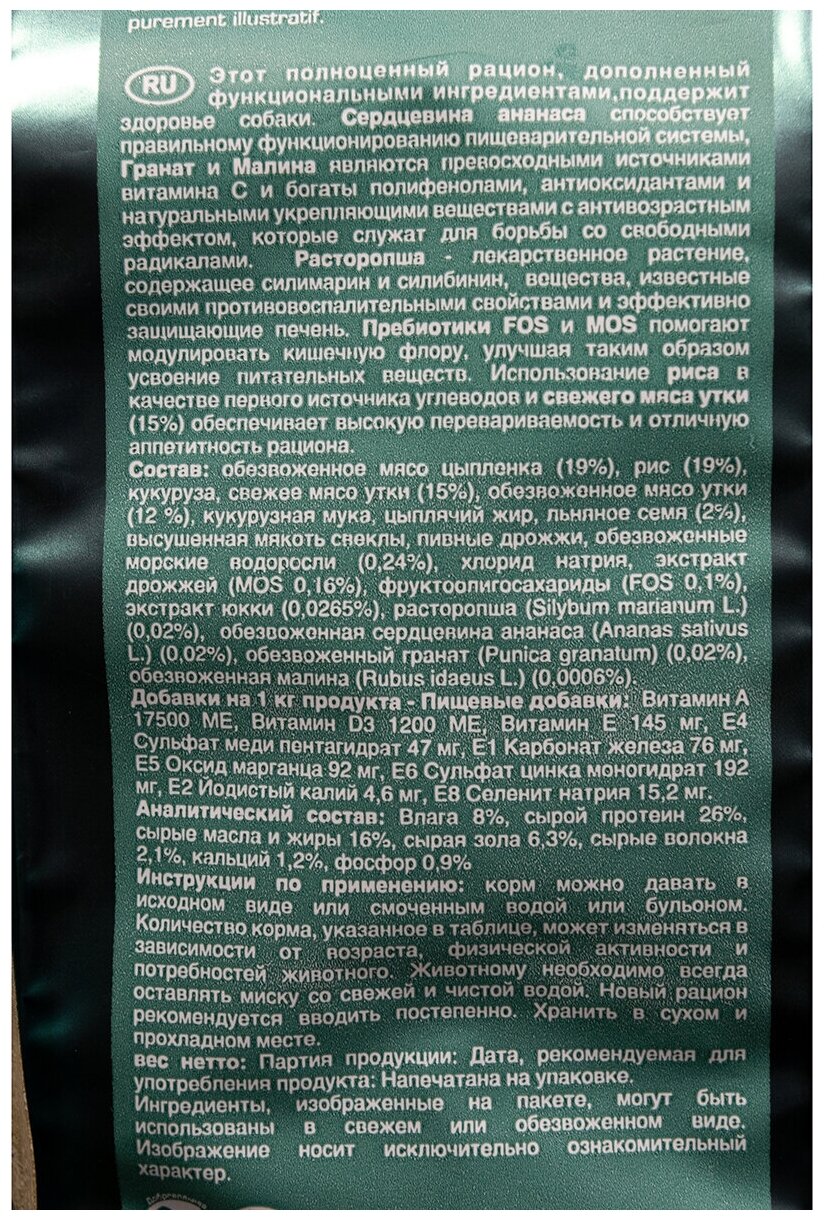 purement illustratif.
RU Этот полноценный рацион, дополненный
функциональными ингредиентами,поддержит
здоровье собаки. Сердцевина ананаса способствует
правильному функционированию пищеварительной системы,
Гранат и Малина являются превосходными источниками
витамина С и богаты полифенолами, антиоксидантами и
натуральными укрепляющими веществами с антивозрастным
эффектом, которые служат для борьбы со свободными
радикалами. Расторопша - лекарственное растение,
содержащее силимарин и силибинин, вещества, известные
своими противовоспалительными свойствами и эффективно
защищающие печень. Пребиотики FOS и MOS помогают
модулировать кишечную флору, улучшая таким образом
усвоение питательных веществ. Использование риса в
качестве первого источника углеводов и свежего мяса утки
(15%) обеспечивает высокую перевариваемость и отличную
аппетитность рациона.
Состав: обезвоженное мясо цыпленка (19%), рис (19%),
кукуруза, свежее мясо утки (15%), обезвоженное мясо утки
(12 %), кукурузная мука, цыплячий жир, льняное семя (2%),
высушенная мякоть свеклы, пивные дрожжи, обезвоженные
морские водоросли (0,24%), хлорид натрия, экстракт
дрожжей (MOS 0,16%), фруктоолигосахариды (FOS 0,1%),
экстракт юкки (0,0265%), расторопша (Silybum marianum L.)
(0,02%), обезвоженная сердцевина ананаса (Ananas sativus
L.) (0,02%), обезвоженный гранат (Punica granatum) (0,02%),
обезвоженная малина (Rubus idaeus L.) (0,0006%).
Добавки на 1 кг продукта - Пищевые добавки: Витамин А
17500 МЕ, Витамин D3 1200 МЕ, Витамин Е 145 мг, Е4
Сульфат меди пентагидрат 47 мг, Е1 Карбонат железа 76 мг,
Е5 Оксид марганца 92 мг, Е6 Сульфат цинка моногидрат 192
мг, Е2 Йодистый калий 4,6 мг, Е8 Селенит натрия 15,2 мг.
Аналитический состав: Влага 8%, сырой протеин 26%,
сырые масла и жиры 16%, сырая зола 6,3%, сырые волокна
2,1%, кальций 1,2%, фосфор 0,9%
Инструкции по применению: корм можно давать в
исходном виде или смоченным водой или бульоном.
Количество корма, указанное в таблице, может изменяться в
зависимости от возраста, физической активности и
потребностей животного. Животному необходимо всегда
оставлять миску со свежей и чистой водой. Новый рацион
рекомендуется вводить постепенно. Хранить в сухом и
прохладном месте.
вес нетто: Партия продукции: Дата, рекомендуемая для
употребления продукта: Напечатана на упаковке.
Ингредиенты, изображенные на пакете, могут быть
использованы в свежем или обезвоженном виде.
Изображение носит исключительно ознакомительный
характер.